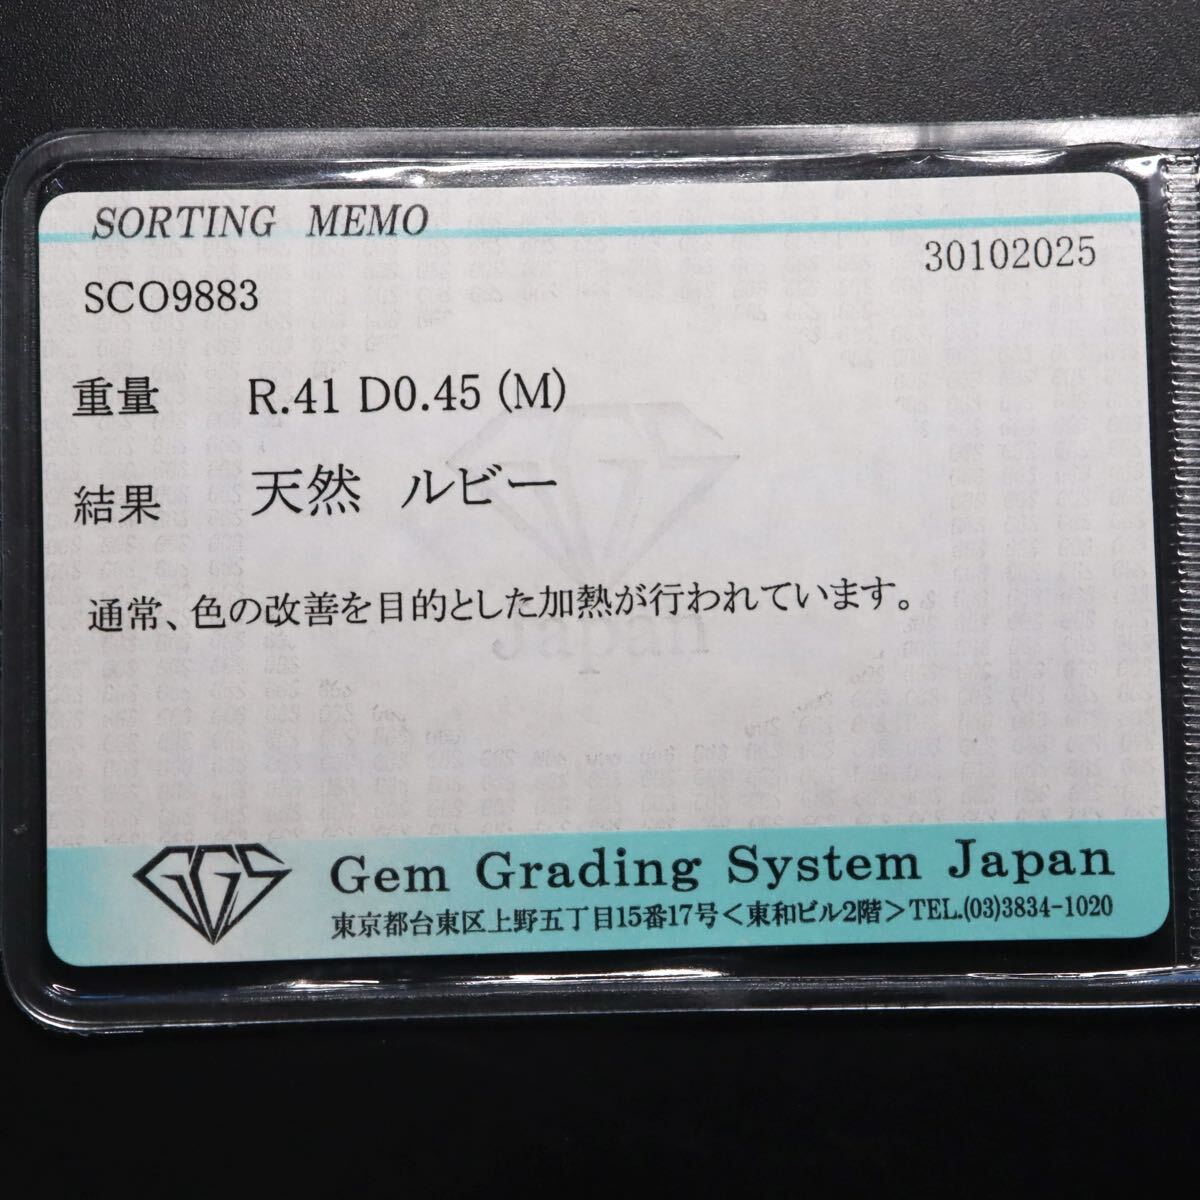 SORTING MEMO
30102025
SCO9883
重量 R.41 D0.45 (M)
結果 天然 ルビー
通常、色の改善を目的とした加熱が行われています。
Japan
GGS Gem Grading System Japan
東京都台東区上野五丁目15番17号<東和ビル2階>TEL.(03)3834-1020